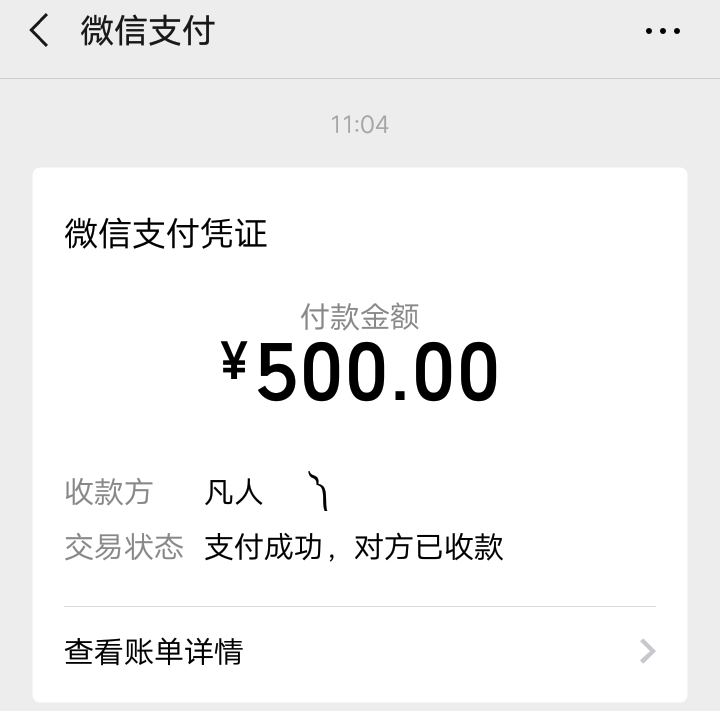 微信支付
11:04
微信支付凭证
付款金额
¥500.00
收款方 凡人
交易状态 支付成功，对方已收款
查看账单详情